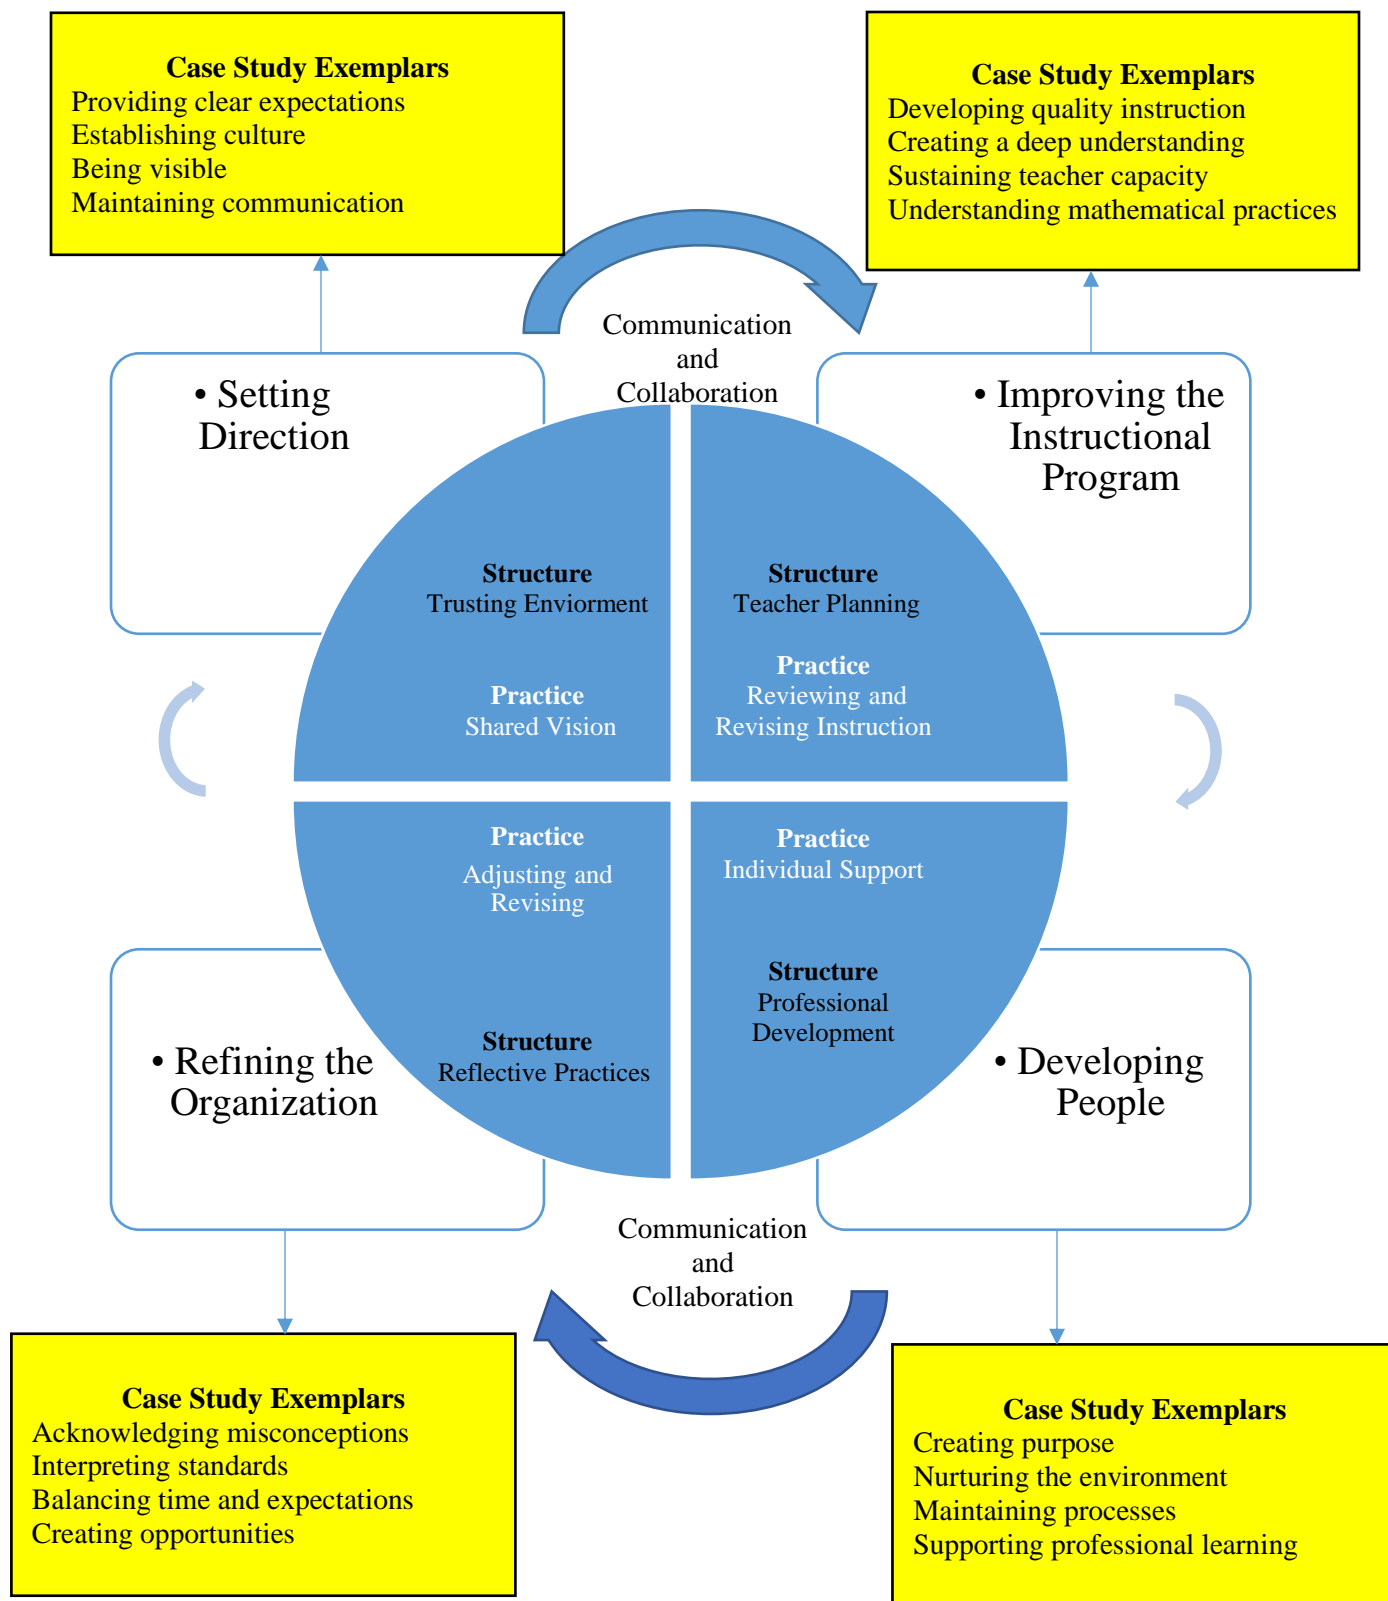 Case Study Exemplars
Providing clear expectations
Establishing culture
Being visible
Maintaining communication
Case Study Exemplars
Developing quality instruction
Creating a deep understanding
Sustaining teacher capacity
Understanding mathematical practices
Communication
and
Collaboration
• Setting
Direction
• Improving the
Instructional
Program
Structure
Trusting Enviorment
Practice
Shared Vision
Structure
Teacher Planning
Practice
Reviewing and
Revising Instruction
Practice
Adjusting and
Revising
Structure
Reflective Practices
Practice
Individual Support
Structure
Professional
Development
• Refining the
Organization
• Developing
People
Communication
and
Collaboration
Case Study Exemplars
Acknowledging misconceptions
Interpreting standards
Balancing time and expectations
Creating opportunities
Case Study Exemplars
Creating purpose
Nurturing the environment
Maintaining processes
Supporting professional learning